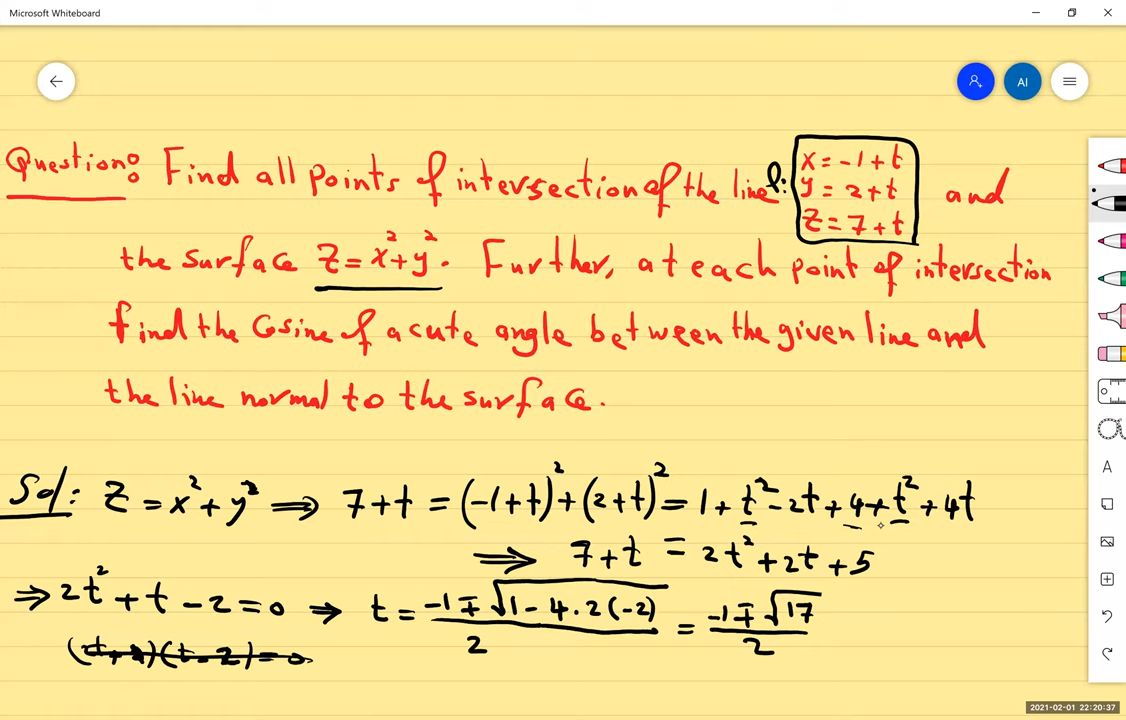 Microsoft Whiteboard
AI
Question: Find all points of intersection of the line l: x = -1 + t
y = 2 + t
z = 7 + t and
the surface z = x² + y². Further, at each point of intersection
find the Cosine of acute angle between the given line and
the line normal to the surface.
Sol: z = x² + y² ⟹ 7 + t = (-1 + t)² + (2 + t)² = 1 + t² - 2t + 4 + t² + 4t
⟹ 7 + t = 2t² + 2t + 5
⟹ 2t² + t - 2 = 0 ⟹ t = (-1 ∓ √(1 - 4·2(-2)))/2 = (-1 ∓ √17)/2
A
2021-02-01 22:20:37